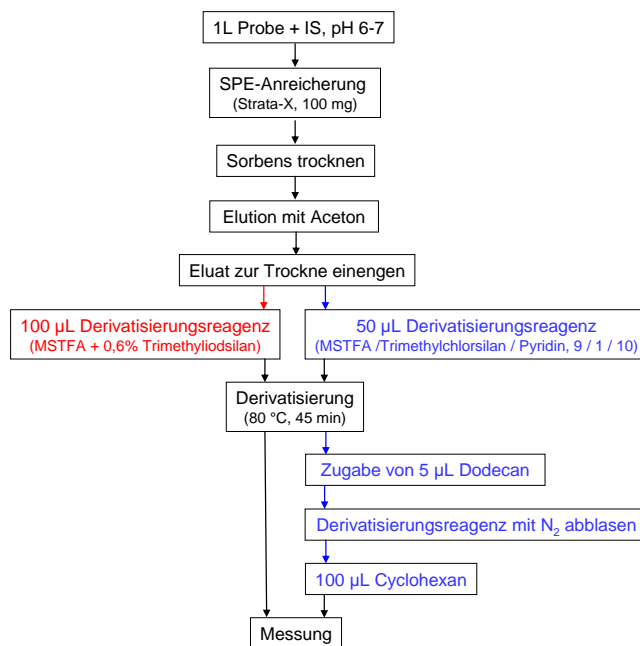 1L Probe + IS, pH 6-7
SPE-Anreicherung
(Strata-X, 100 mg)
Sorbens trocknen
Elution mit Aceton
Eluat zur Trockne einengen
100 µL Derivatisierungsreagenz
(MSTFA + 0,6% Trimethyliodsilan)
50 µL Derivatisierungsreagenz
(MSTFA /Trimethylchlorsilan / Pyridin, 9 / 1 / 10)
Derivatisierung
(80 °C, 45 min)
Zugabe von 5 µL Dodecan
Derivatisierungsreagenz mit N₂ abblasen
100 µL Cyclohexan
Messung